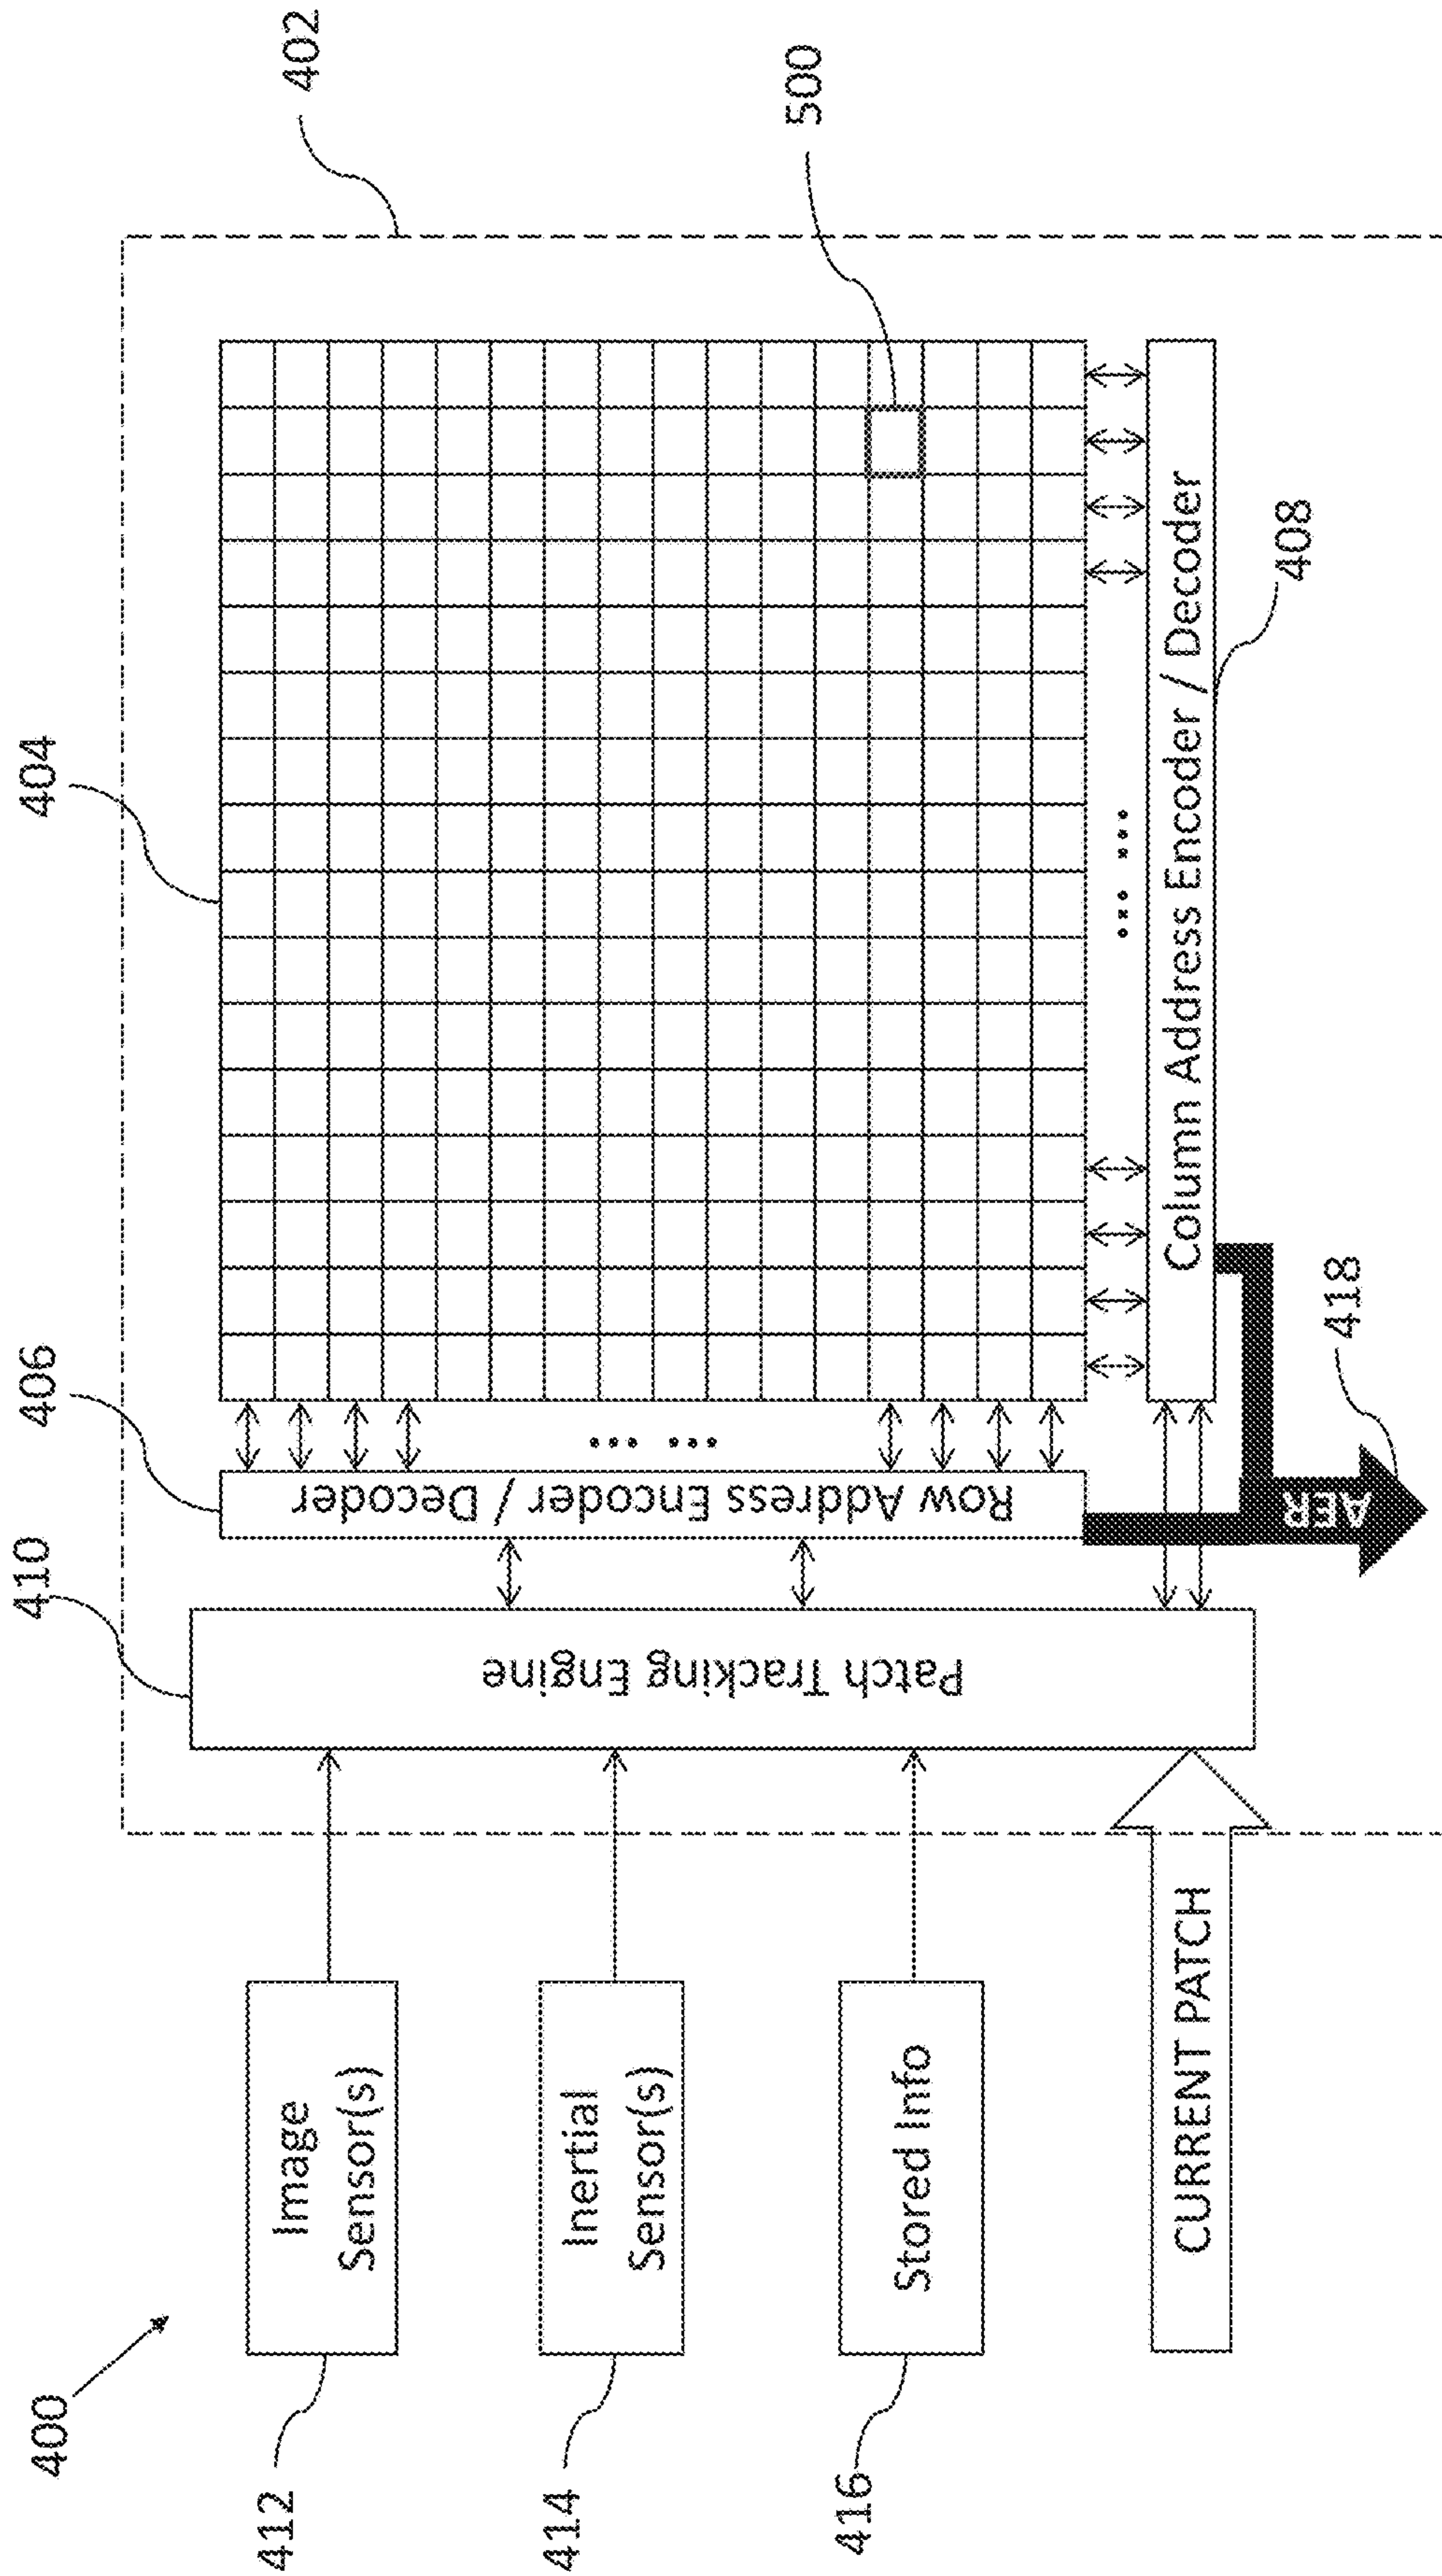 400
402
404
406
410
500
Image
Sensor(s)
412
Inertial
Sensor(s)
414
Stored Info
416
CURRENT PATCH
Patch Tracking Engine
Row Address Encoder / Decoder
... ...
... ...
Column Address Encoder / Decoder
408
AER
418